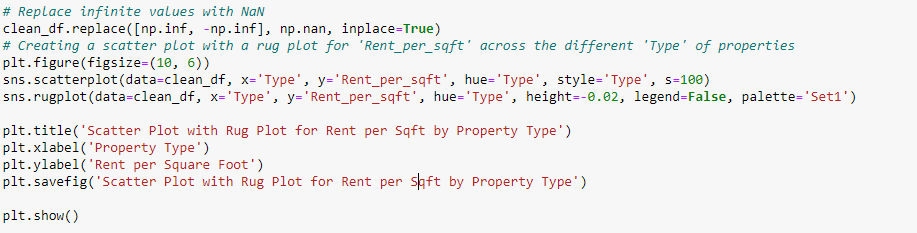 # Replace infinite values with NaN
clean_df.replace([np.inf, -np.inf], np.nan, inplace=True)
# Creating a scatter plot with a rug plot for 'Rent_per_sqft' across the different 'Type' of properties
plt.figure(figsize=(10, 6))
sns.scatterplot(data=clean_df, x='Type', y='Rent_per_sqft', hue='Type', style='Type', s=100)
sns.rugplot(data=clean_df, x='Type', y='Rent_per_sqft', hue='Type', height=-0.02, legend=False, palette='Set1')
plt.title('Scatter Plot with Rug Plot for Rent per Sqft by Property Type')
plt.xlabel('Property Type')
plt.ylabel('Rent per Square Foot')
plt.savefig('Scatter Plot with Rug Plot for Rent per Sqft by Property Type')
plt.show()